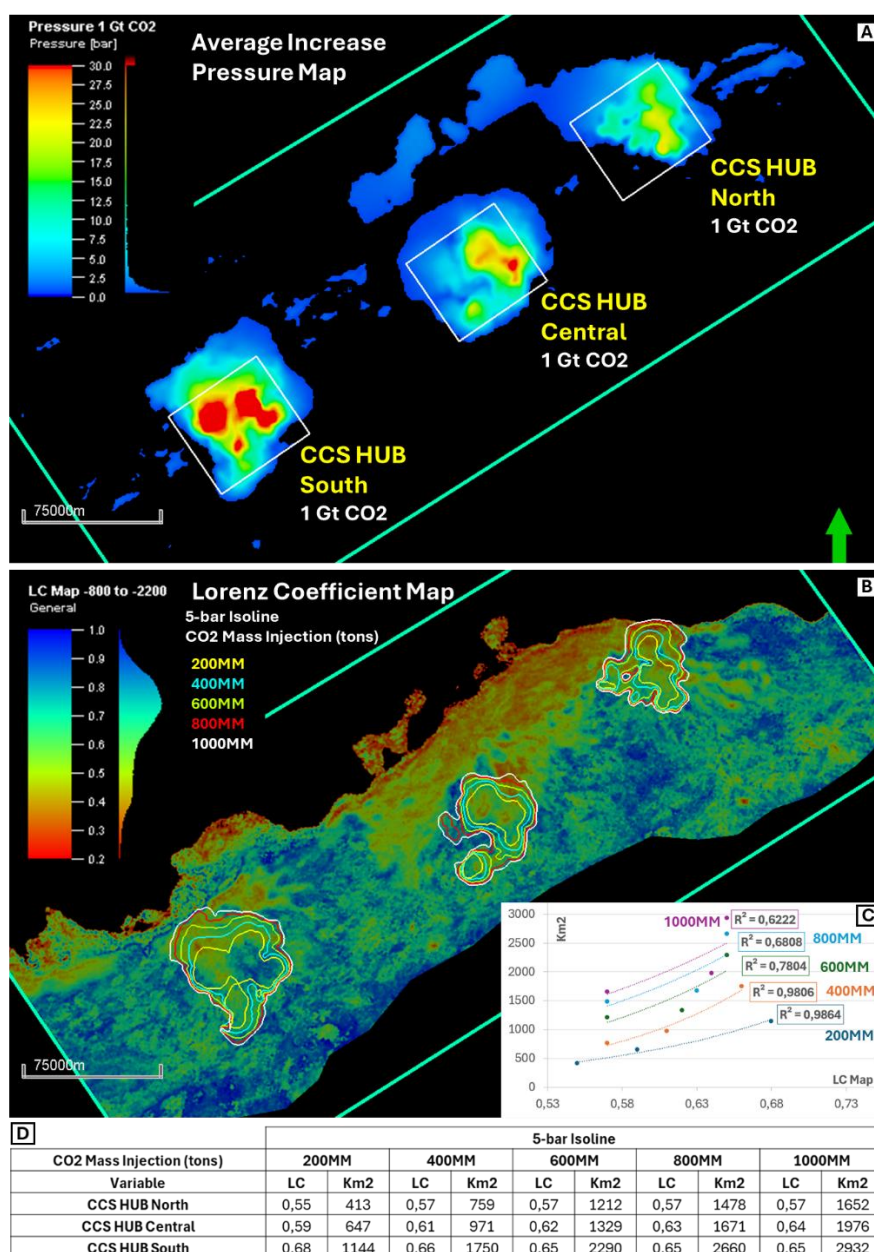 Pressure 1 Gt CO2
Pressure [bar]
30.0
27.5
25.0
22.5
20.0
17.5
15.0
12.5
10.0
7.5
5.0
2.5
0.0
Average Increase
Pressure Map
A
CCS HUB
North
1 Gt CO2
CCS HUB
Central
1 Gt CO2
CCS HUB
South
1 Gt CO2
75000m
LC Map -800 to -2200
General
1.0
0.9
0.8
0.7
0.6
0.5
0.4
0.3
0.2
Lorenz Coefficient Map
5-bar Isoline
CO2 Mass Injection (tons)
200MM
400MM
600MM
800MM
1000MM
B
75000m
C
Km2
3000
2500
2000
1500
1000
500
0
1000MM
R² = 0,6222
R² = 0,6808
800MM
R² = 0,7804
600MM
R² = 0,9806
400MM
R² = 0,9864
200MM
LC Map
0,53 0,58 0,63 0,68 0,73
D
5-bar Isoline
CO2 Mass Injection (tons) 200MM 400MM 600MM 800MM 1000MM
Variable LC Km2 LC Km2 LC Km2 LC Km2 LC Km2
CCS HUB North 0,55 413 0,57 759 0,57 1212 0,57 1478 0,57 1652
CCS HUB Central 0,59 647 0,61 971 0,62 1329 0,63 1671 0,64 1976
CCS HUB South 0,68 1144 0,66 1750 0,65 2290 0,65 2660 0,65 2932